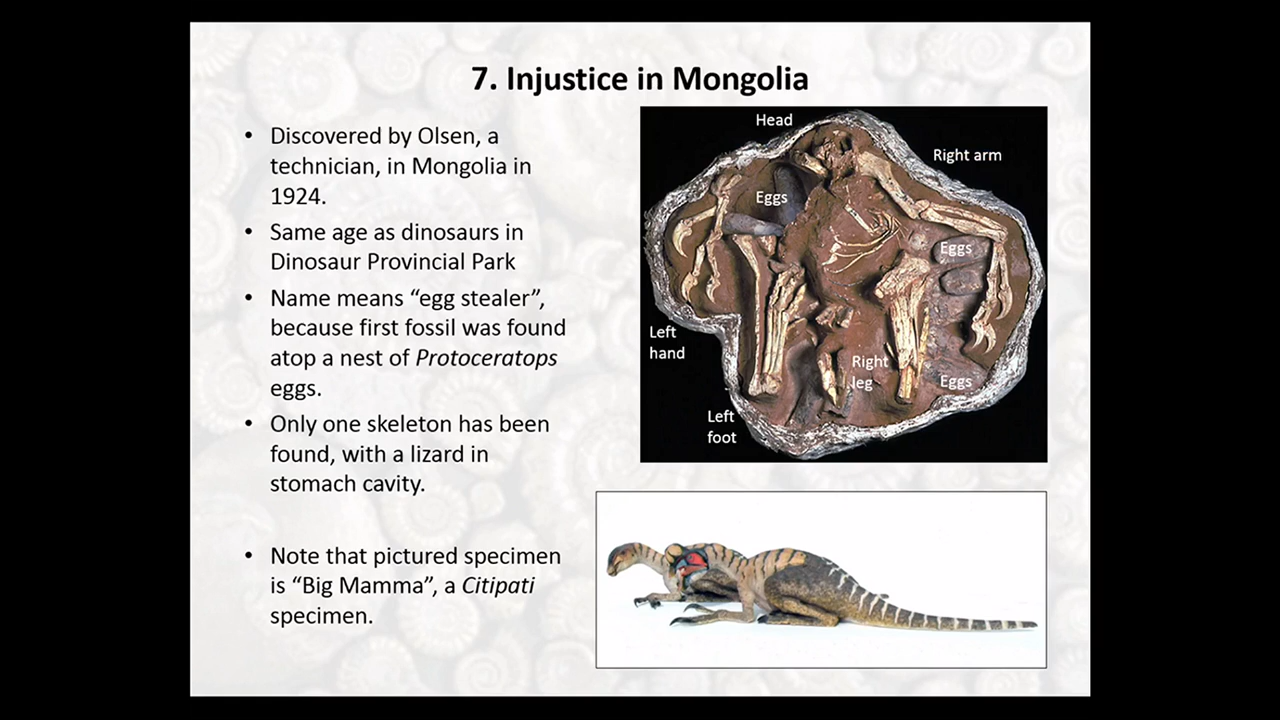 7. Injustice in Mongolia
• Discovered by Olsen, a
technician, in Mongolia in
1924.
• Same age as dinosaurs in
Dinosaur Provincial Park
• Name means “egg stealer”,
because first fossil was found
atop a nest of Protoceratops
eggs.
• Only one skeleton has been
found, with a lizard in
stomach cavity.
• Note that pictured specimen
is “Big Mamma”, a Citipati
specimen.
Head
Right arm
Eggs
Eggs
Left
hand
Right
leg
Eggs
Left
foot